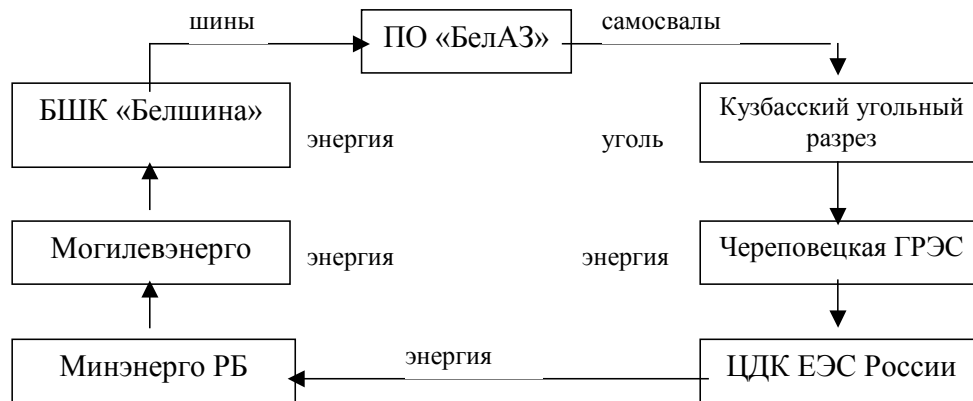 шины
ПО «БелАЗ»
самосвалы
БШК «Белшина»
энергия
уголь
Кузбасский угольный
разрез
Могилевэнерго
энергия
энергия
Череповецкая ГРЭС
Минэнерго РБ
энергия
ЦДК ЕЭС России